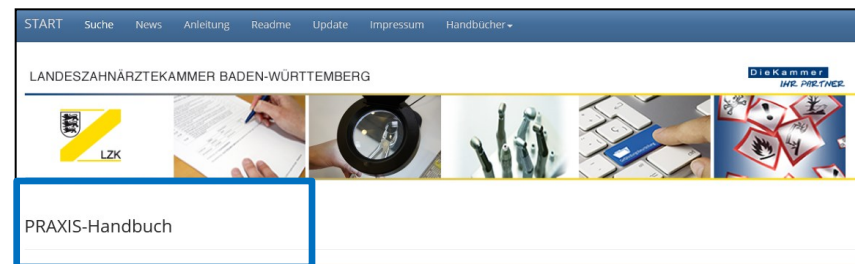 START Suche News Anleitung Readme Update Impressum Handbücher
LANDESZAHNÄRZTEKAMMER BADEN-WÜRTTEMBERG
DieKammer
IHR PARTNER
LZK
PRAXIS-Handbuch